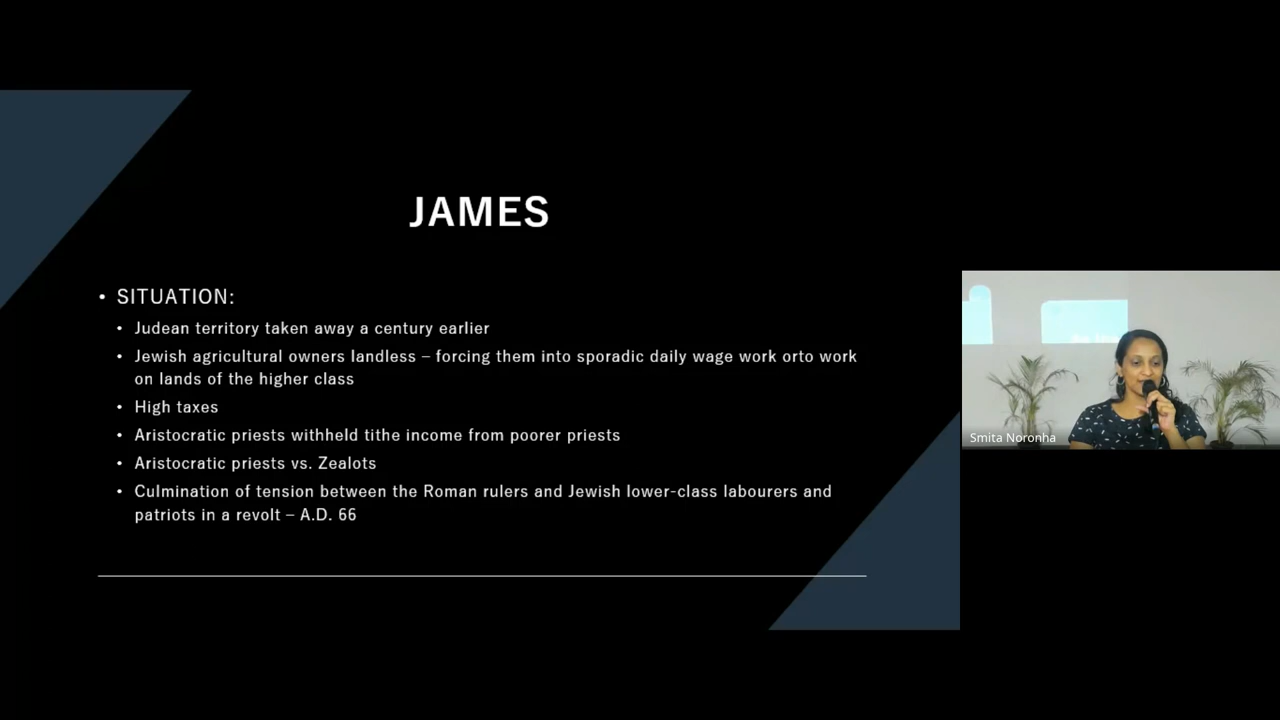 JAMES
• SITUATION:
• Judean territory taken away a century earlier
• Jewish agricultural owners landless – forcing them into sporadic daily wage work orto work
on lands of the higher class
• High taxes
• Aristocratic priests withheld tithe income from poorer priests
• Aristocratic priests vs. Zealots
• Culmination of tension between the Roman rulers and Jewish lower-class labourers and
patriots in a revolt – A.D. 66
Smita Noronha